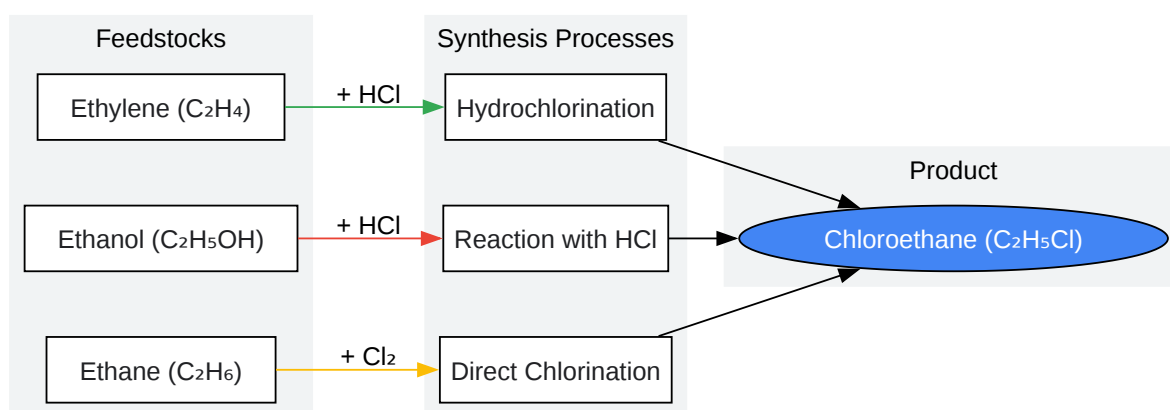 Feedstocks
Synthesis Processes
Ethylene (C₂H₄)
+ HCl
Hydrochlorination
Product
Ethanol (C₂H₅OH)
+ HCl
Reaction with HCl
Chloroethane (C₂H₅Cl)
Ethane (C₂H₆)
+ Cl₂
Direct Chlorination